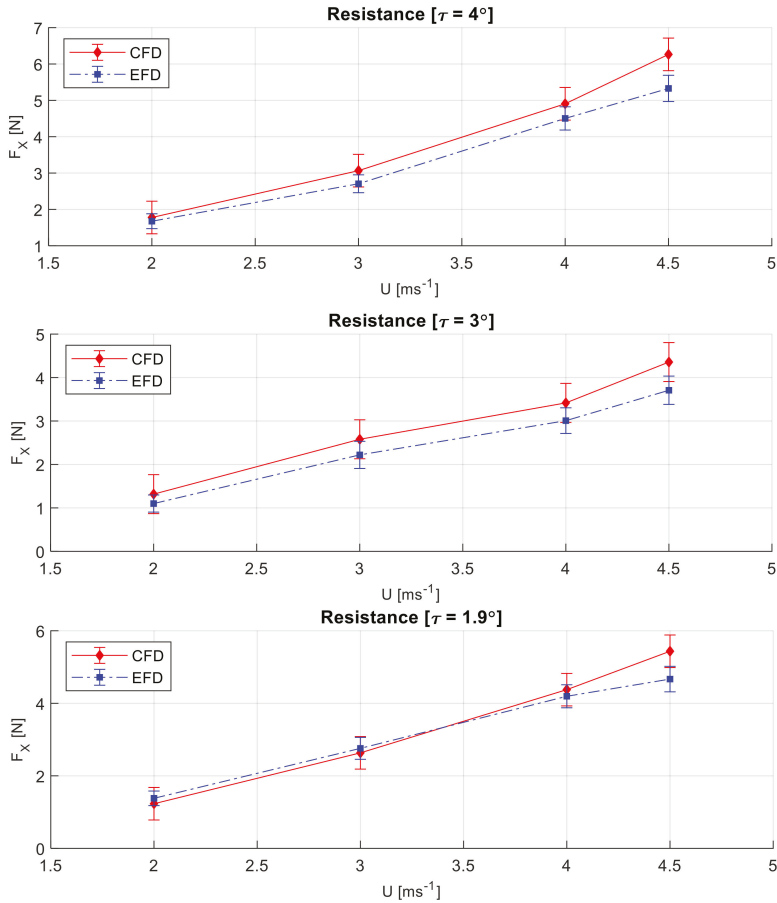 Resistance [τ = 4°]
7
6
5
4
3
2
1
F_X [N]
CFD
EFD
1.5 2 2.5 3 3.5 4 4.5 5
U [ms⁻¹]
Resistance [τ = 3°]
5
4
3
2
1
0
F_X [N]
CFD
EFD
1.5 2 2.5 3 3.5 4 4.5 5
U [ms⁻¹]
Resistance [τ = 1.9°]
6
4
2
0
F_X [N]
CFD
EFD
1.5 2 2.5 3 3.5 4 4.5 5
U [ms⁻¹]